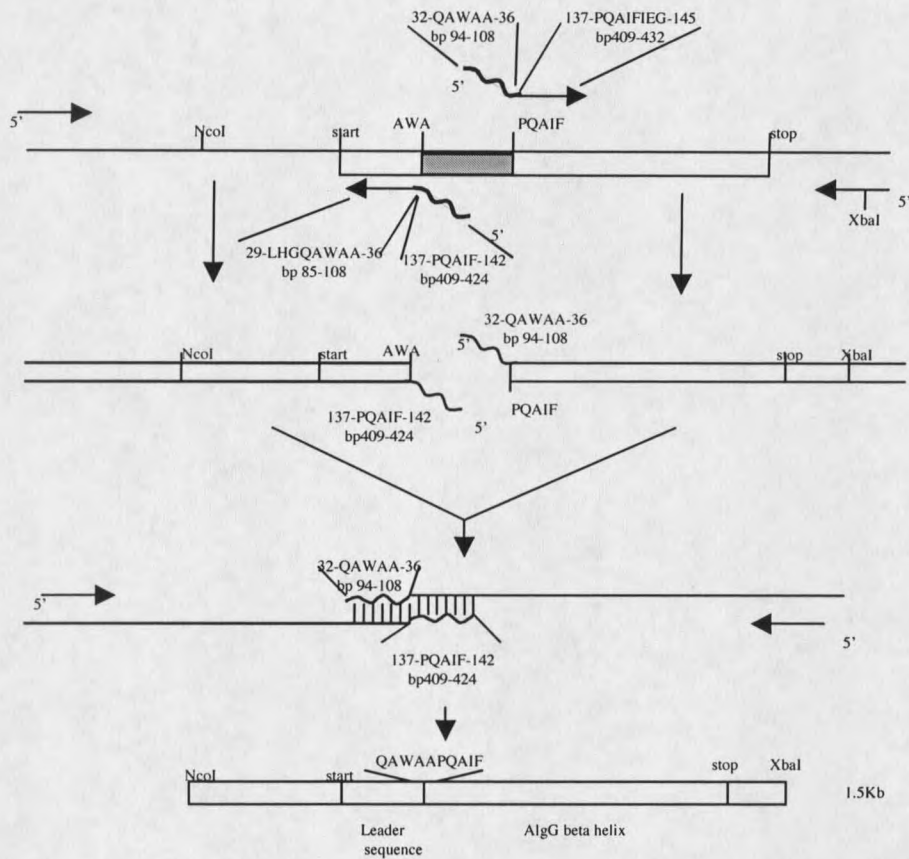 32-QAWAA-36
bp 94-108
137-PQAIFIEG-145
bp409-432
5'
5'
NcoI
start
AWA
PQAIF
stop
5'
XbaI
5'
29-LHGQAWAA-36
bp 85-108
137-PQAIF-142
bp409-424
32-QAWAA-36
bp 94-108
5'
NcoI
start
AWA
stop
XbaI
137-PQAIF-142
bp409-424
5'
PQAIF
32-QAWAA-36
bp 94-108
5'
5'
137-PQAIF-142
bp409-424
QAWAAPQAIF
NcoI
start
stop
XbaI
1.5Kb
Leader
sequence
AlgG beta helix